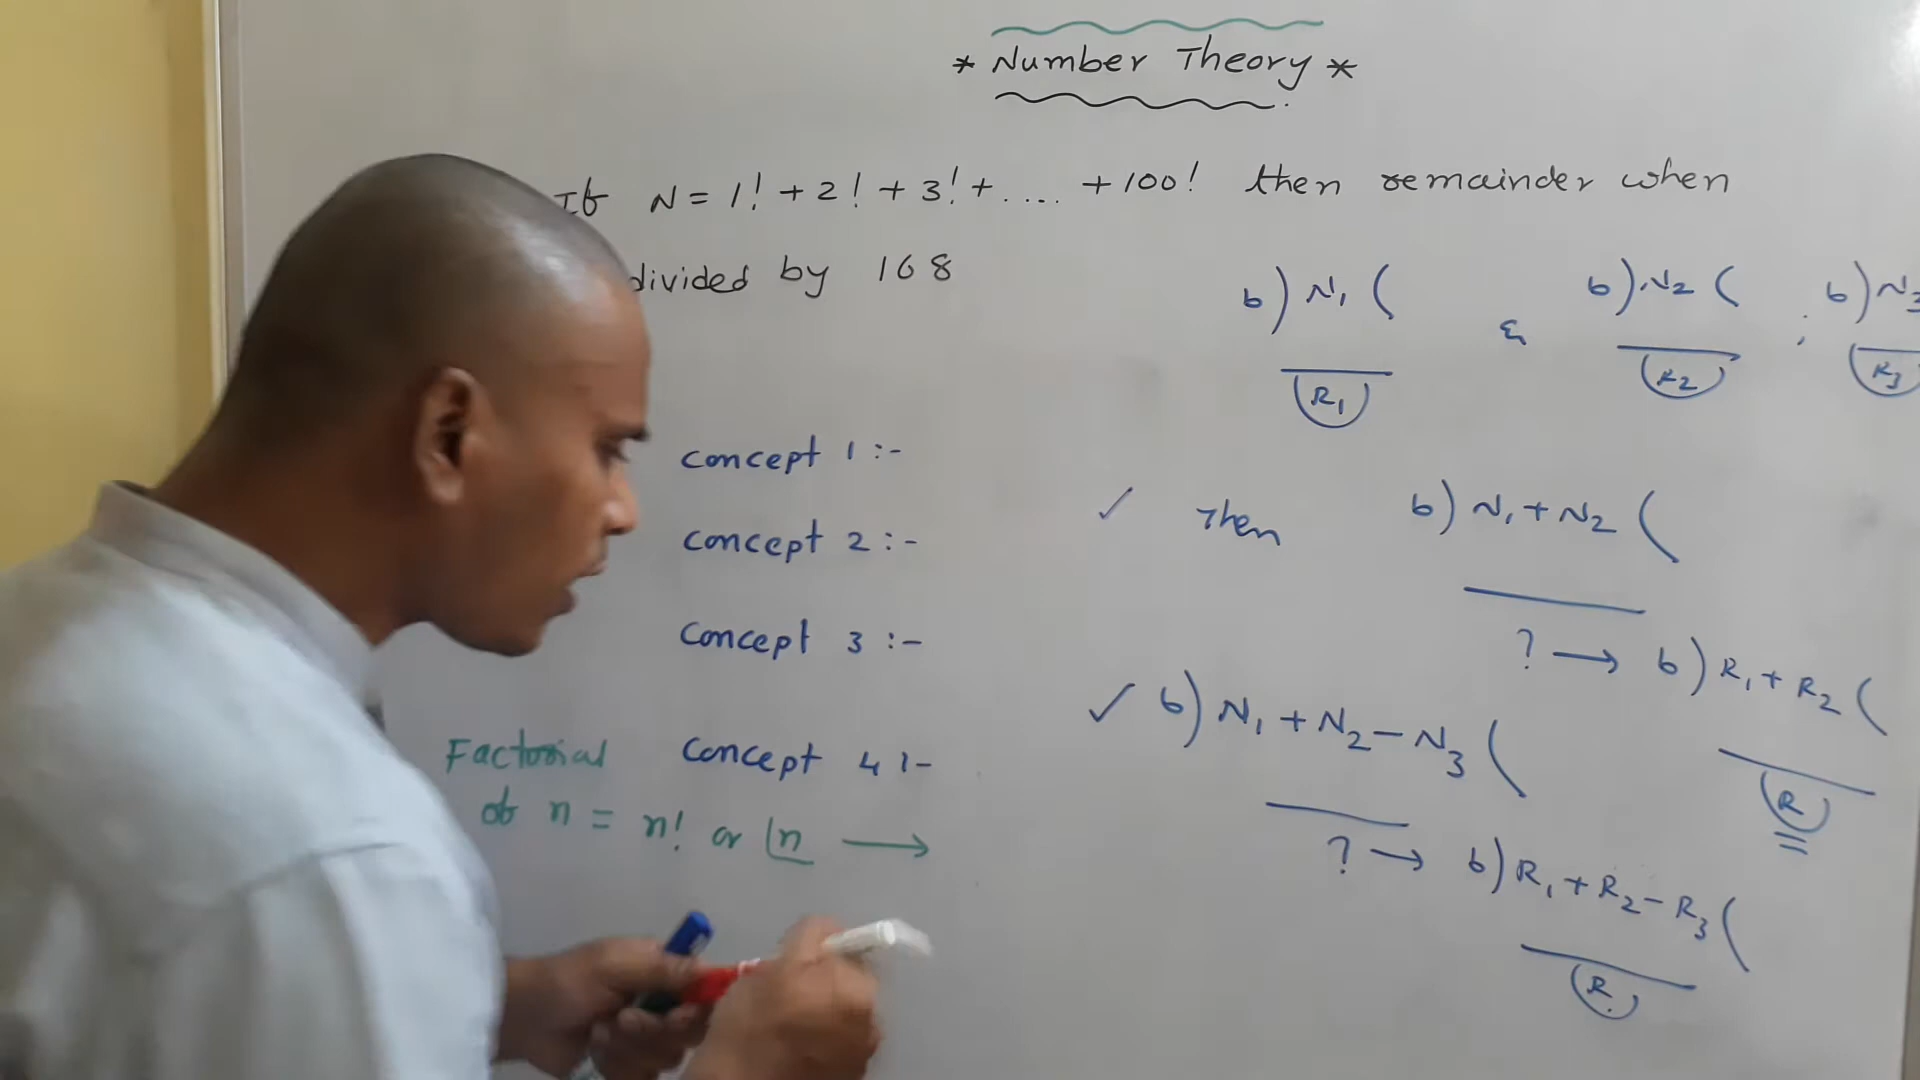 * Number Theory *
If N = 1! + 2! + 3! + .... + 100! then remainder when
divided by 168
b) N₁ ( & b) N₂ ( ; b) N₃
R₁ R₂ R₃
concept 1 :-
concept 2 :-
concept 3 :-
Factorial concept 4 :-
of n = n! or |n →
✓ Then b) N₁ + N₂ (
? → b) R₁ + R₂ (
R
✓ b) N₁ + N₂ - N₃ (
? → b) R₁ + R₂ - R₃ (
R